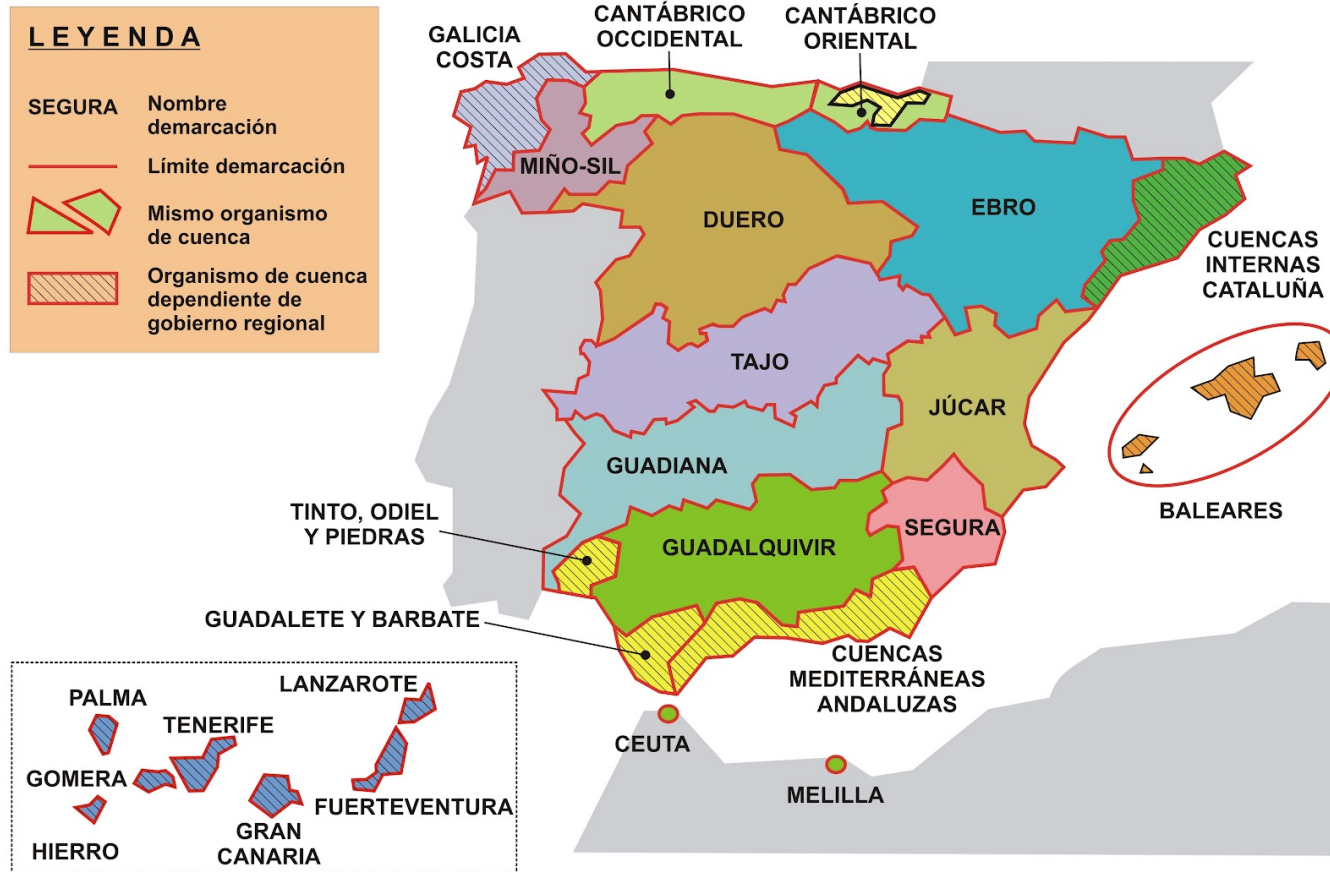 LEYENDA
SEGURA
Nombre
demarcación
Límite demarcación
Mismo organismo
de cuenca
Organismo de cuenca
dependiente de
gobierno regional
GALICIA
COSTA
CANTÁBRICO
OCCIDENTAL
CANTÁBRICO
ORIENTAL
MIÑO-SIL
DUERO
EBRO
CUENCAS
INTERNAS
CATALUÑA
TAJO
JÚCAR
GUADIANA
BALEARES
TINTO, ODIEL
Y PIEDRAS
SEGURA
GUADALQUIVIR
GUADALETE Y BARBATE
CUENCAS
MEDITERRÁNEAS
ANDALUZAS
CEUTA
MELILLA
PALMA
LANZAROTE
TENERIFE
GOMERA
FUERTEVENTURA
GRAN
CANARIA
HIERRO